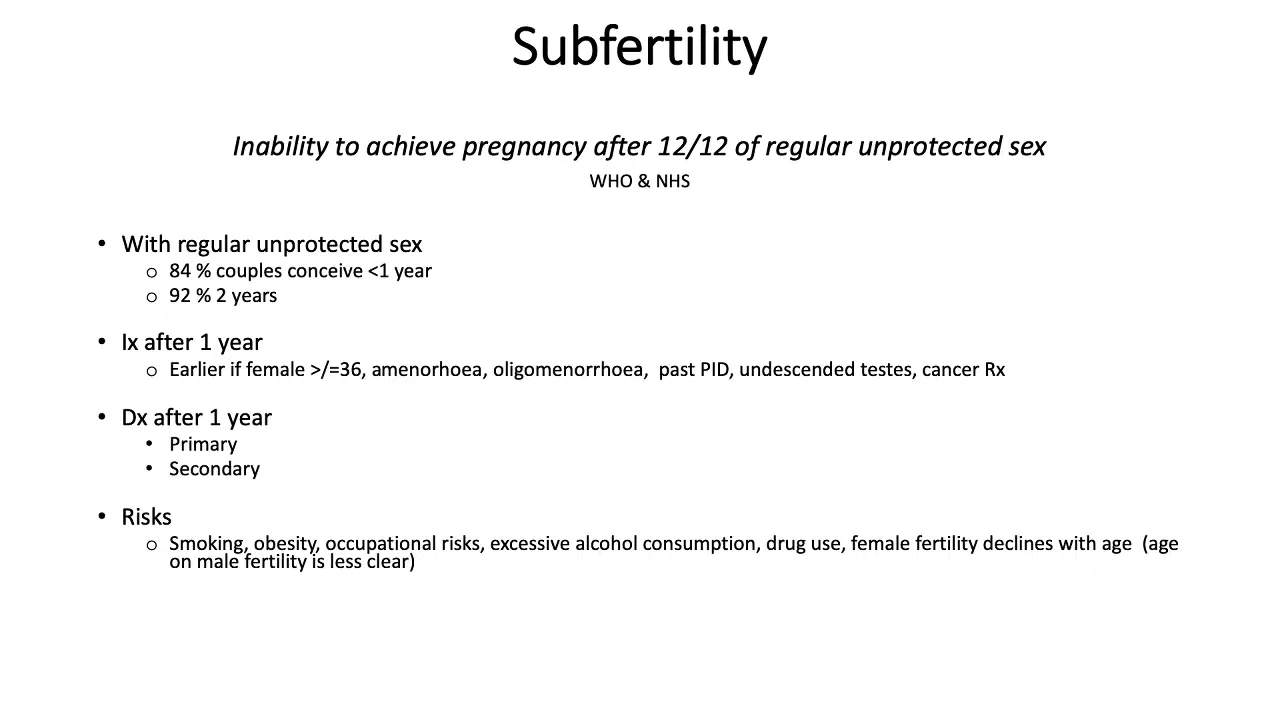 Subfertility
Inability to achieve pregnancy after 12/12 of regular unprotected sex
WHO & NHS
• With regular unprotected sex
o 84 % couples conceive <1 year
o 92 % 2 years
• Ix after 1 year
o Earlier if female >/=36, amenorhoea, oligomenorrhoea,  past PID, undescended testes, cancer Rx
• Dx after 1 year
• Primary
• Secondary
• Risks
o Smoking, obesity, occupational risks, excessive alcohol consumption, drug use, female fertility declines with age  (age
on male fertility is less clear)